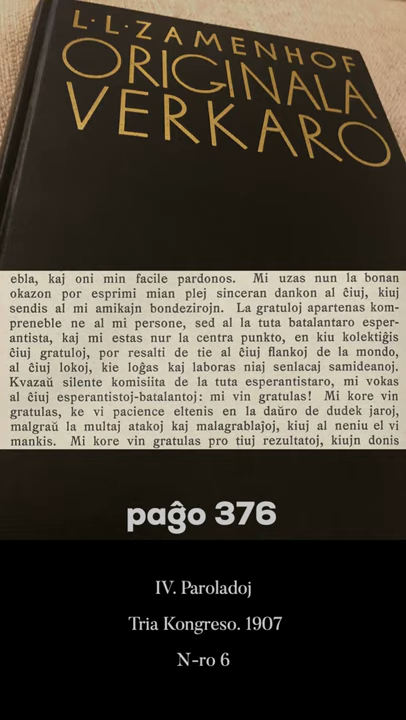 L·L·ZAMENHOF
ORIGINALA
VERKARO
ebla, kaj oni min facile pardonos. Mi uzas nun la bonan
okazon por esprimi mian plej sinceran dankon al ĉiuj, kiuj
sendis al mi amikajn bondezirojn. La gratuloj apartenas kom-
preneble ne al mi persone, sed al la tuta batalantaro esper-
antista, kaj mi estas nur la centra punkto, en kiu kolektiĝis
ĉiuj gratuloj, por resalti de tie al ĉiuj flankoj de la mondo,
al ĉiuj lokoj, kie loĝas kaj laboras niaj senlacaj samideanoj.
Kvazaŭ silente komisiita de la tuta esperantistaro, mi vokas
al ĉiuj esperantistoj-batalantoj: mi vin gratulas! Mi kore vin
gratulas, ke vi pacience eltenis en la daŭro de dudek jaroj,
malgraŭ la multaj atakoj kaj malagrablaĵoj, kiuj al neniu el vi
mankis. Mi kore vin gratulas pro tiuj rezultatoj, kiujn donis
paĝo 376
IV. Paroladoj
Tria Kongreso. 1907
N-ro 6